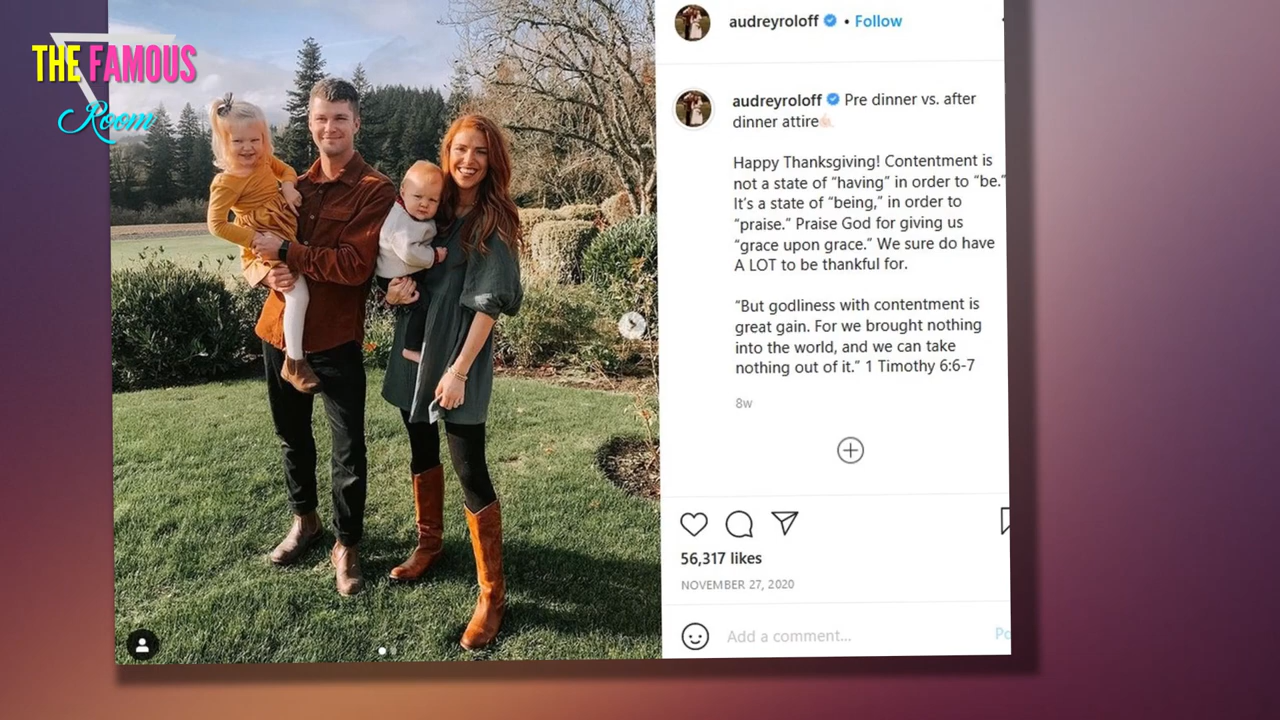 THE FAMOUS
Room
audreyroloff • Follow
audreyroloff Pre dinner vs. after
dinner attire
Happy Thanksgiving! Contentment is
not a state of “having” in order to “be.”
It’s a state of “being,” in order to
“praise.” Praise God for giving us
“grace upon grace.” We sure do have
A LOT to be thankful for.
“But godliness with contentment is
great gain. For we brought nothing
into the world, and we can take
nothing out of it.” 1 Timothy 6:6-7
8w
56,317 likes
NOVEMBER 27, 2020
Add a comment...